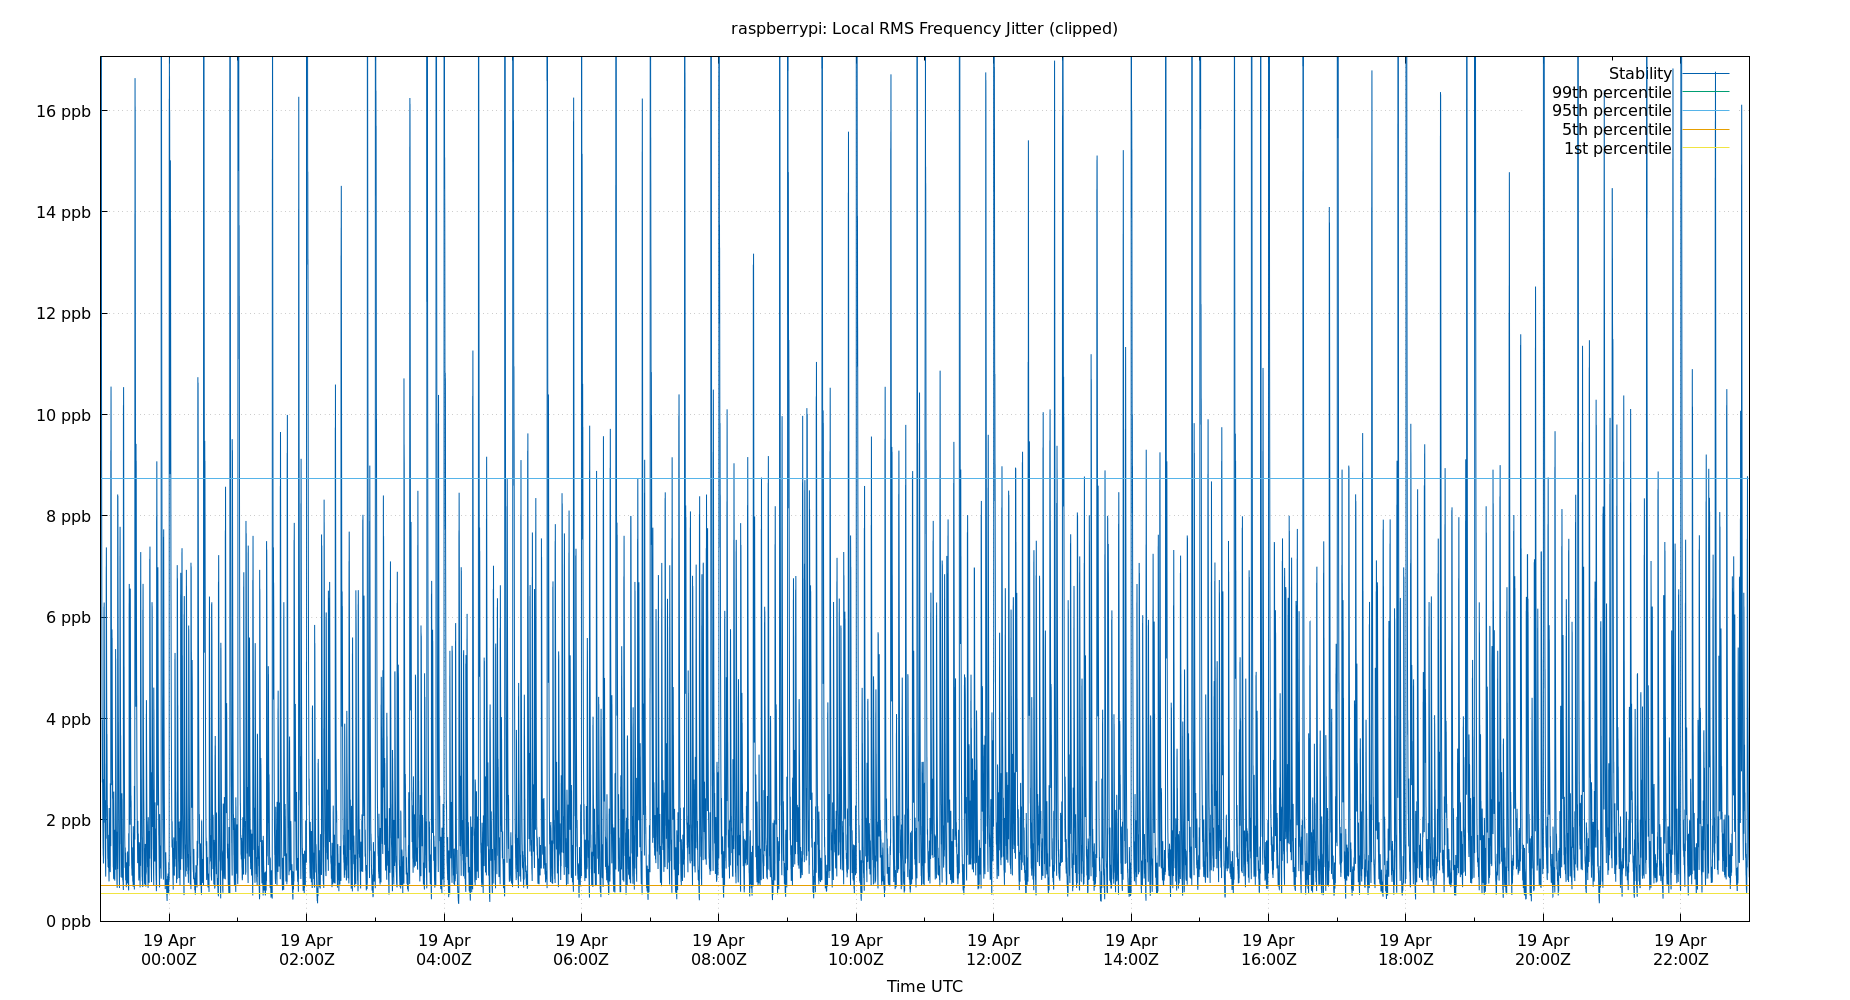 raspberrypi: Local RMS Frequency Jitter (clipped)
Stability
99th percentile
95th percentile
5th percentile
1st percentile
16 ppb
14 ppb
12 ppb
10 ppb
8 ppb
6 ppb
4 ppb
2 ppb
0 ppb
19 Apr 19 Apr 19 Apr 19 Apr 19 Apr 19 Apr 19 Apr 19 Apr 19 Apr 19 Apr 19 Apr 19 Apr
00:00Z 02:00Z 04:00Z 06:00Z 08:00Z 10:00Z 12:00Z 14:00Z 16:00Z 18:00Z 20:00Z 22:00Z
Time UTC